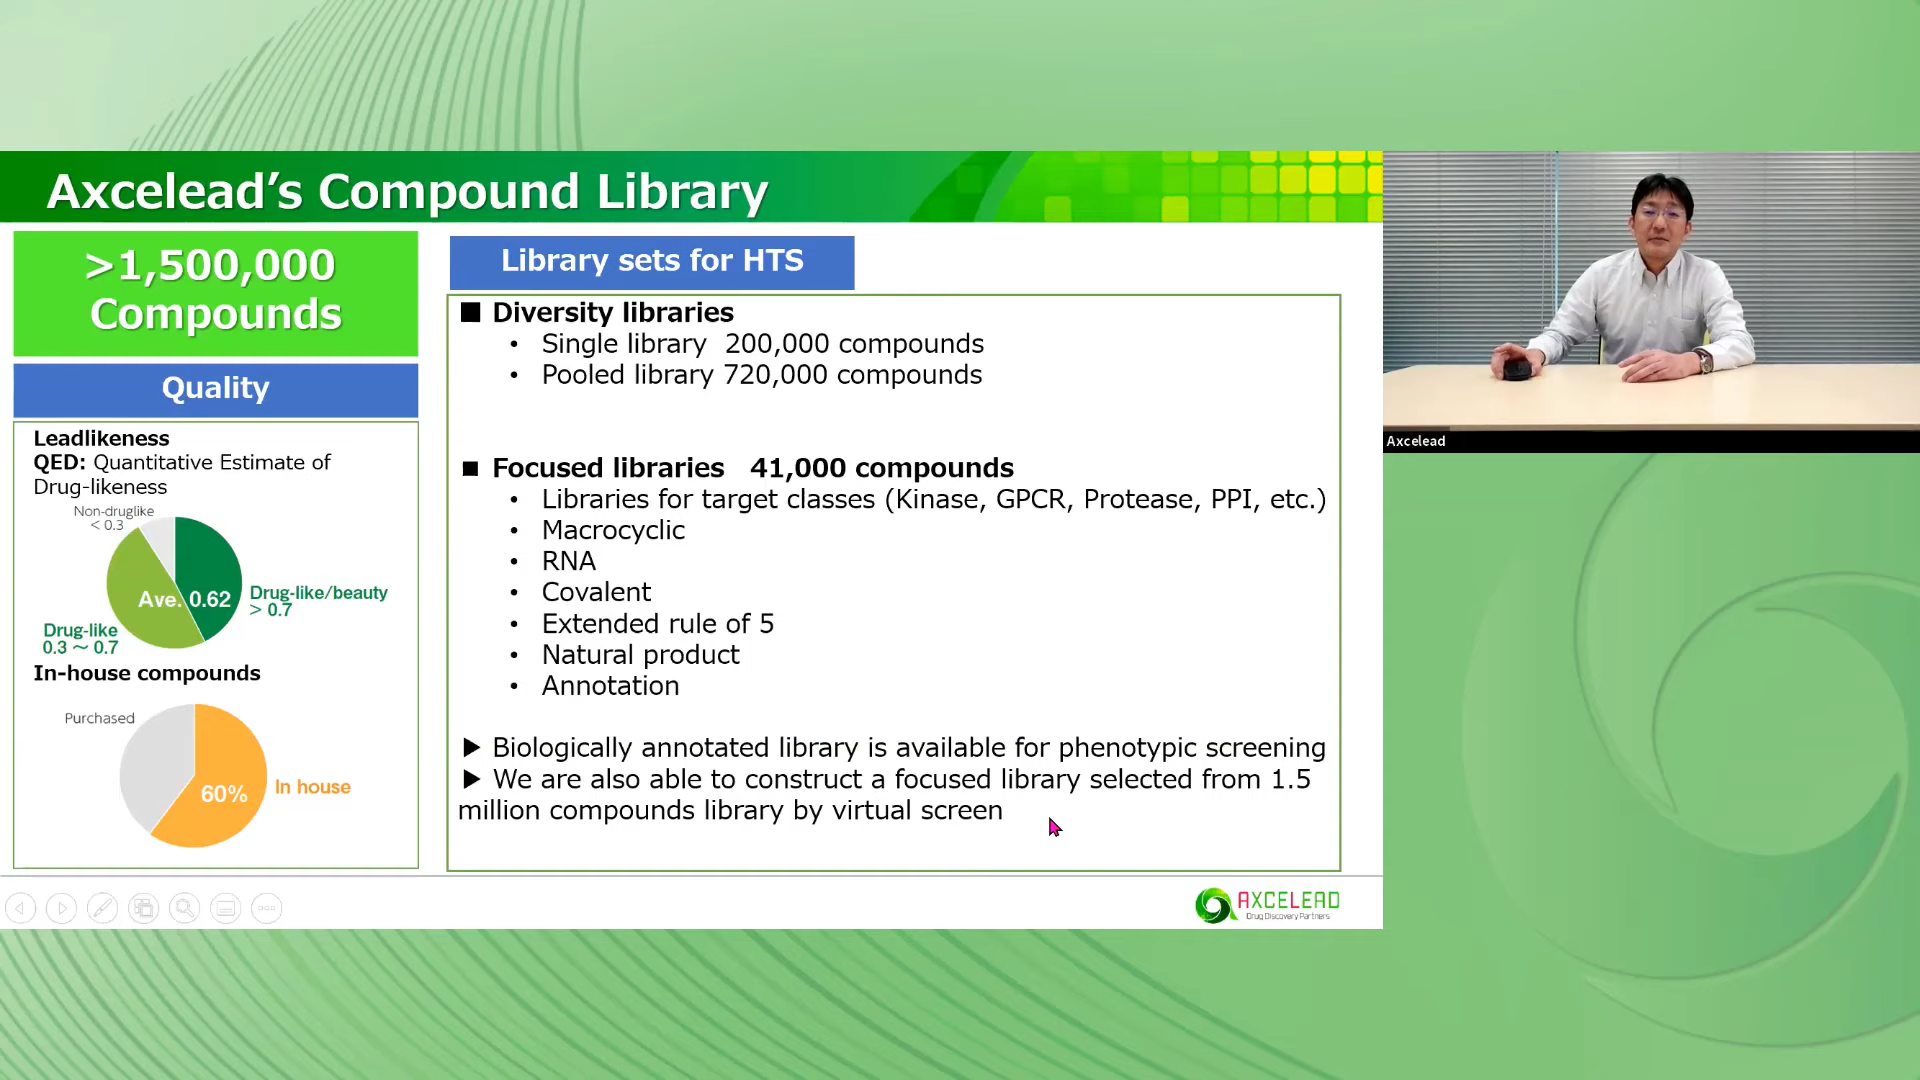 Axcelead’s Compound Library
>1,500,000
Compounds
Quality
Leadlikeness
QED: Quantitative Estimate of
Drug-likeness
Non-druglike
< 0.3
Ave. 0.62
Drug-like/beauty
> 0.7
Drug-like
0.3 ~ 0.7
In-house compounds
Purchased
60%
In house
Library sets for HTS
■ Diversity libraries
• Single library 200,000 compounds
• Pooled library 720,000 compounds
■ Focused libraries 41,000 compounds
• Libraries for target classes (Kinase, GPCR, Protease, PPI, etc.)
• Macrocyclic
• RNA
• Covalent
• Extended rule of 5
• Natural product
• Annotation
▶ Biologically annotated library is available for phenotypic screening
▶ We are also able to construct a focused library selected from 1.5
million compounds library by virtual screen
AXCELEAD
Drug Discovery Partners
Axcelead